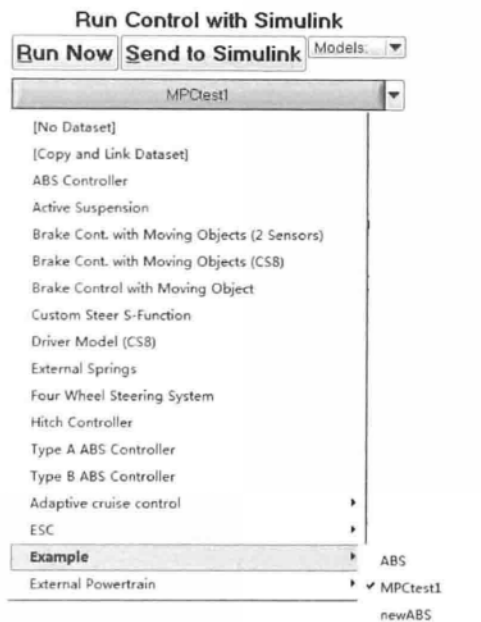 Run Control with Simulink
Run Now Send to Simulink Models:
MPCtest1
[No Dataset]
[Copy and Link Dataset]
ABS Controller
Active Suspension
Brake Cont. with Moving Objects (2 Sensors)
Brake Cont. with Moving Objects (CS8)
Brake Control with Moving Object
Custom Steer S-Function
Driver Model (CS8)
External Springs
Four Wheel Steering System
Hitch Controller
Type A ABS Controller
Type B ABS Controller
Adaptive cruise control
ESC
Example
ABS
External Powertrain
MPCtest1
newABS